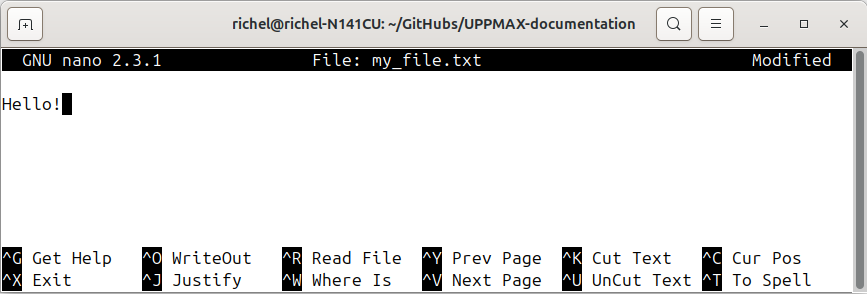 richel@richel-N141CU: ~/GitHubs/UPPMAX-documentation
GNU nano 2.3.1 File: my_file.txt Modified
Hello!
^G Get Help ^O WriteOut ^R Read File ^Y Prev Page ^K Cut Text ^C Cur Pos
^X Exit ^J Justify ^W Where Is ^V Next Page ^U UnCut Text ^T To Spell